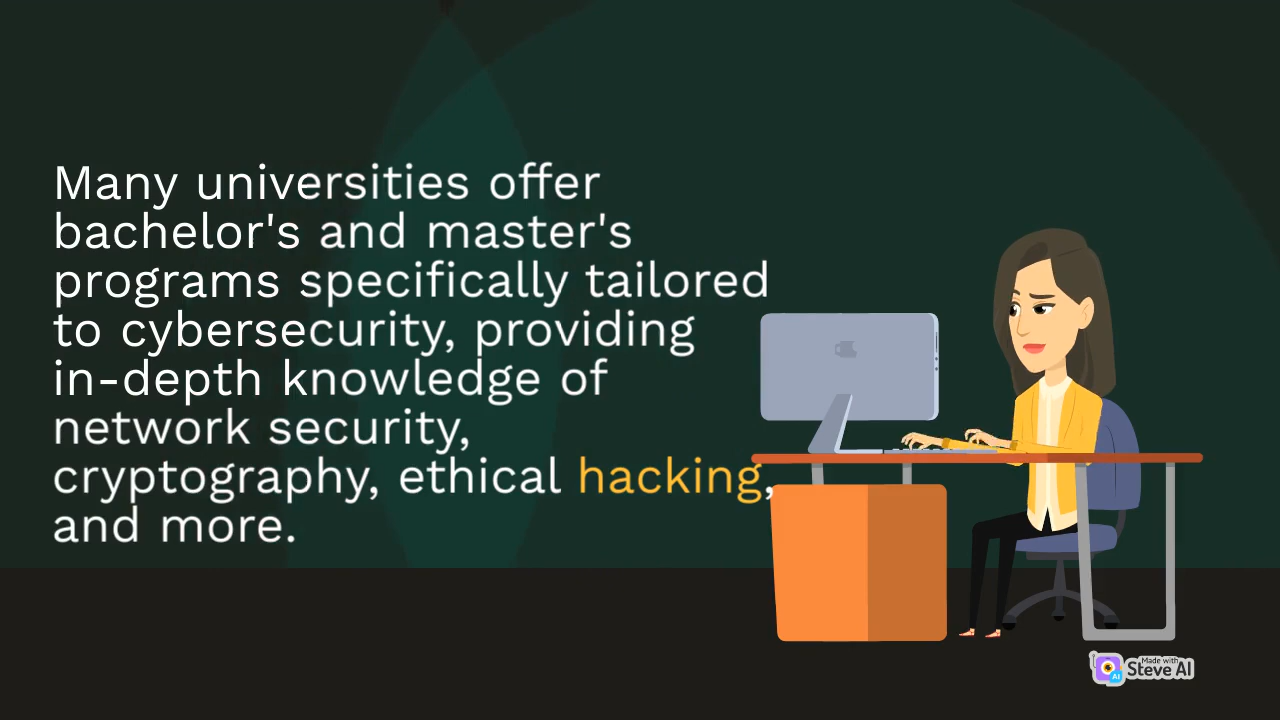 Many universities offer
bachelor's and master's
programs specifically tailored
to cybersecurity, providing
in-depth knowledge of
network security,
cryptography, ethical hacking,
and more.
Made with
Steve AI
AI